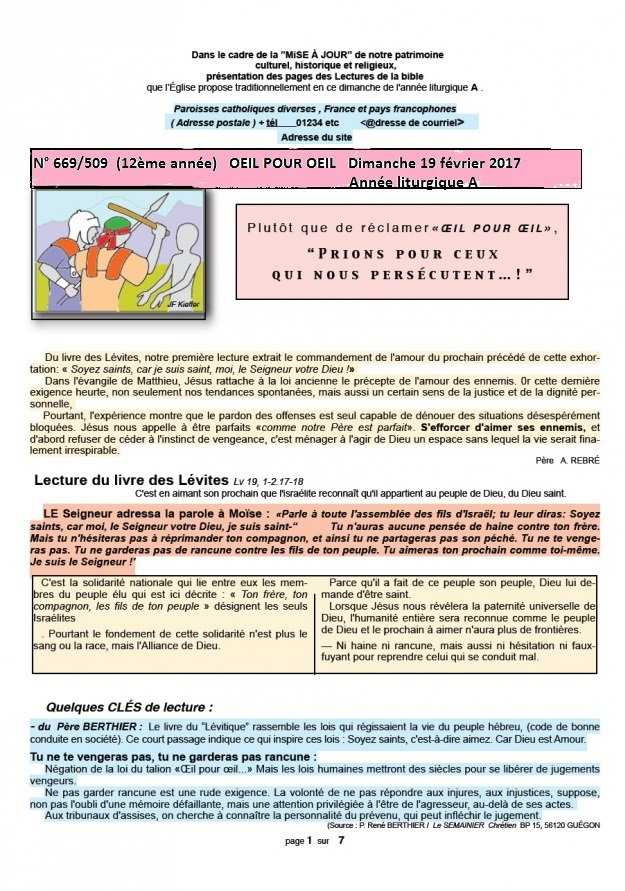 Dans le cadre de la "MiSE À JOUR" de notre patrimoine
culturel, historique et religieux,
présentation des pages des Lectures de la bible
que l'Église propose traditionnellement en ce dimanche de l'année liturgique A .
Paroisses catholiques diverses , France et pays francophones
( Adresse postale ) + tél___01234 etc <@dresse de courriel>
Adresse du site
N° 669/509 (12ème année) OEIL POUR OEIL Dimanche 19 février 2017
Année liturgique A
JF Kieffer
Plutôt que de réclamer «ŒIL POUR ŒIL»,
“PRIONS POUR CEUX
QUI NOUS PERSÉCUTENT...!”
Du livre des Lévites, notre première lecture extrait le commandement de l'amour du prochain précédé de cette exhor-
tation: « Soyez saints, car je suis saint, moi, le Seigneur votre Dieu !»
Dans l'évangile de Matthieu, Jésus rattache à la loi ancienne le précepte de l'amour des ennemis. 0r cette dernière
exigence heurte, non seulement nos tendances spontanées, mais aussi un certain sens de la justice et de la dignité per-
sonnelle,
Pourtant, l'expérience montre que le pardon des offenses est seul capable de dénouer des situations désespérément
bloquées. Jésus nous appelle à être parfaits «comme notre Père est parfait». S'efforcer d'aimer ses ennemis, et
d'abord refuser de céder à l'instinct de vengeance, c'est ménager à l'agir de Dieu un espace sans lequel la vie serait fina-
lement irrespirable.
Père A. REBRÉ
Lecture du livre des Lévites Lv 19, 1-2.17-18
C'est en aimant son prochain que l'Israélite reconnaît qu'il appartient au peuple de Dieu, du Dieu saint.
LE Seigneur adressa la parole à Moïse : «Parle à toute l'assemblée des fils d'Israël; tu leur diras: Soyez
saints, car moi, le Seigneur votre Dieu, je suis saint-“ Tu n'auras aucune pensée de haine contre ton frère.
Mais tu n'hésiteras pas à réprimander ton compagnon, et ainsi tu ne partageras pas son péché. Tu ne te venge-
ras pas. Tu ne garderas pas de rancune contre les fils de ton peuple. Tu aimeras ton prochain comme toi-même.
Je suis le Seigneur !'
C'est la solidarité nationale qui lie entre eux les mem-
bres du peuple élu qui est ici décrite : « Ton frère, ton
compagnon, les fils de ton peuple » désignent les seuls
Israélites
. Pourtant le fondement de cette solidarité n'est plus le
sang ou la race, mais l'Alliance de Dieu.
Parce qu'il a fait de ce peuple son peuple, Dieu lui de-
mande d'être saint.
Lorsque Jésus nous révélera la paternité universelle de
Dieu, l'humanité entière sera reconnue comme le peuple
de Dieu et le prochain à aimer n'aura plus de frontières.
— Ni haine ni rancune, mais aussi ni hésitation ni faux-
fuyant pour reprendre celui qui se conduit mal.
Quelques CLÉS de lecture :
- du Père BERTHIER : Le livre du “Lévitique” rassemble les lois qui régissaient la vie du peuple hébreu, (code de bonne
conduite en société). Ce court passage indique ce qui inspire ces lois : Soyez saints, c'est-à-dire aimez. Car Dieu est Amour.
Tu ne te vengeras pas, tu ne garderas pas rancune :
Négation de la loi du talion «Œil pour œil...» Mais les lois humaines mettront des siècles pour se libérer de jugements
vengeurs.
Ne pas garder rancune est une rude exigence. La volonté de ne pas répondre aux injures, aux injustices, suppose,
non pas l'oubli d'une mémoire défaillante, mais une attention privilégiée à l'être de l'agresseur, au-delà de ses actes.
Aux tribunaux d'assises, on cherche à connaître la personnalité du prévenu, qui peut infléchir le jugement.
(Source : P. René BERTHIER / Le SEMAINIER Chrétien BP 15, 56120 GUÉGON
page 1 sur 7